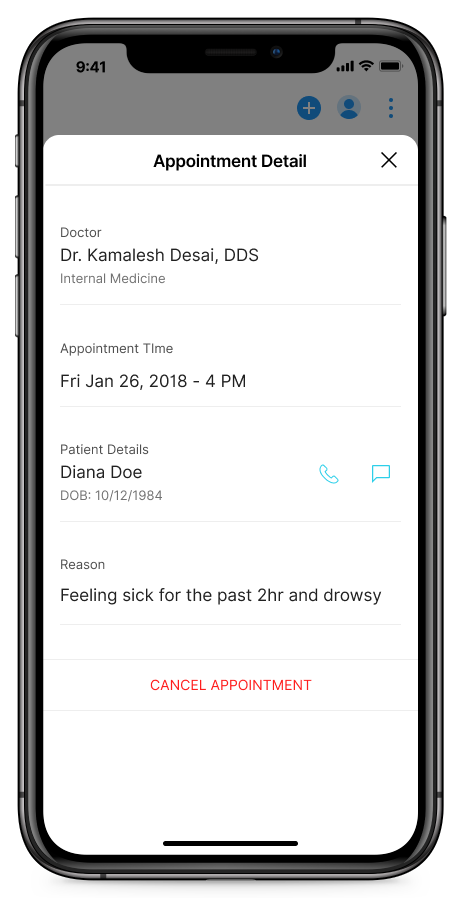 9:41
Appointment Detail
Doctor
Dr. Kamalesh Desai, DDS
Internal Medicine
Appointment TIme
Fri Jan 26, 2018 - 4 PM
Patient Details
Diana Doe
DOB: 10/12/1984
Reason
Feeling sick for the past 2hr and drowsy
CANCEL APPOINTMENT